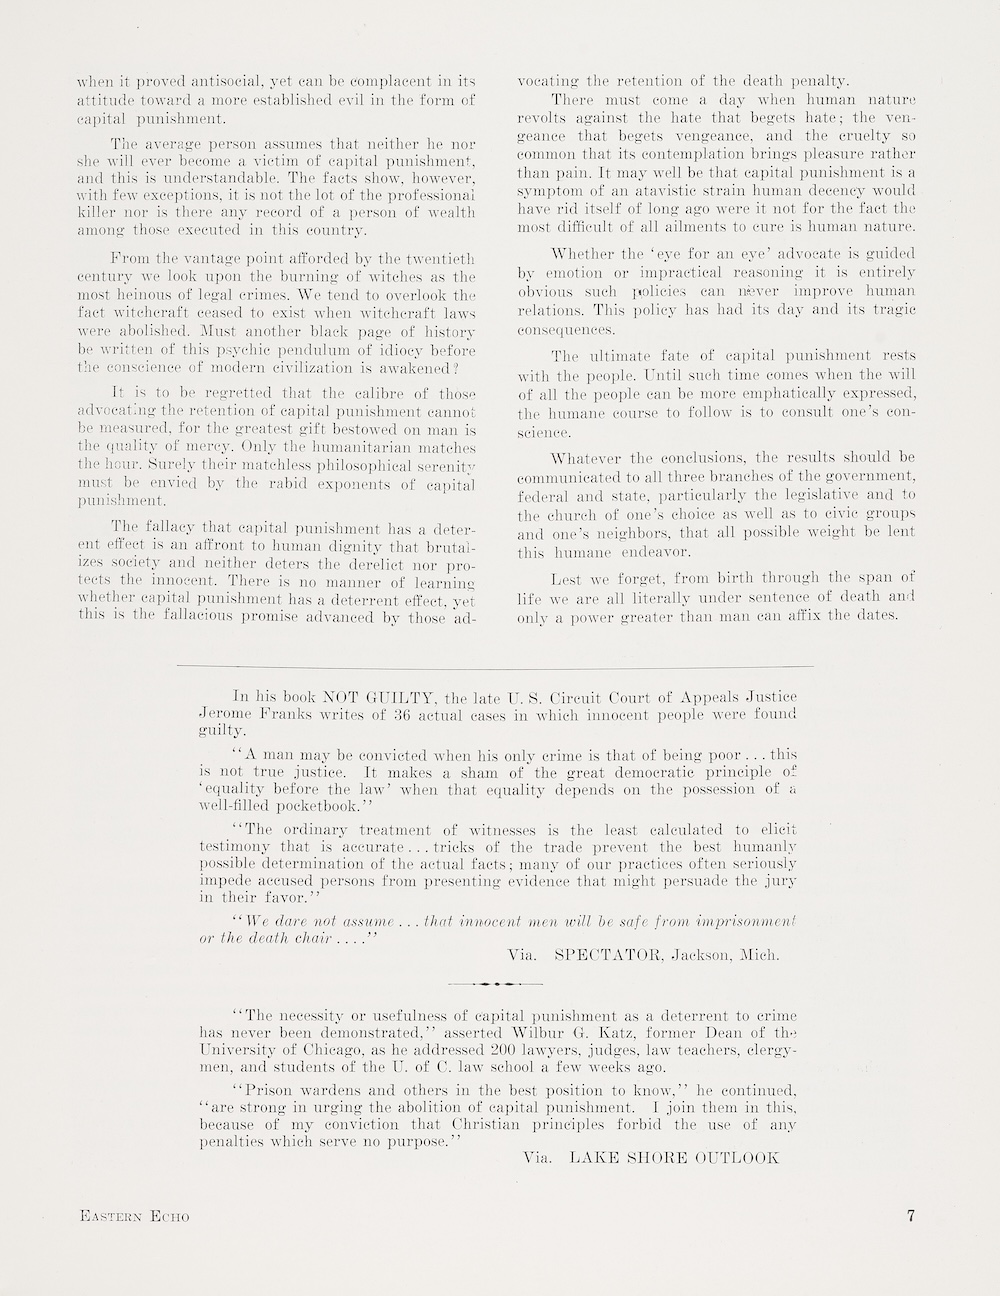 when it proved antisocial, yet can be complacent in its
attitude toward a more established evil in the form of
capital punishment.
The average person assumes that neither he nor
she will ever become a victim of capital punishment,
and this is understandable. The facts show, however,
with few exceptions, it is not the lot of the professional
killer nor is there any record of a person of wealth
among those executed in this country.
From the vantage point afforded by the twentieth
century we look upon the burning of witches as the
most heinous of legal crimes. We tend to overlook the
fact witchcraft ceased to exist when witchcraft laws
were abolished. Must another black page of history
be written of this psychic pendulum of idiocy before
the conscience of modern civilization is awakened?
It is to be regretted that the calibre of those
advocating the retention of capital punishment cannot
be measured, for the greatest gift bestowed on man is
the quality of mercy. Only the humanitarian matches
the hour. Surely their matchless philosophical serenity
must be envied by the rabid exponents of capital
punishment.
The fallacy that capital punishment has a deter-
ent effect is an affront to human dignity that brutal-
izes society and neither deters the derelict nor pro-
tects the innocent. There is no manner of learning
whether capital punishment has a deterrent effect, yet
this is the fallacious promise advanced by those ad-
vocating the retention of the death penalty.
There must come a day when human nature
revolts against the hate that begets hate; the ven-
geance that begets vengeance, and the cruelty so
common that its contemplation brings pleasure rather
than pain. It may well be that capital punishment is a
symptom of an atavistic strain human decency would
have rid itself of long ago were it not for the fact the
most difficult of all ailments to cure is human nature.
Whether the 'eye for an eye' advocate is guided
by emotion or impractical reasoning it is entirely
obvious such policies can never improve human
relations. This policy has had its day and its tragic
consequences.
The ultimate fate of capital punishment rests
with the people. Until such time comes when the will
of all the people can be more emphatically expressed,
the humane course to follow is to consult one's con-
science.
Whatever the conclusions, the results should be
communicated to all three branches of the government,
federal and state, particularly the legislative and to
the church of one's choice as well as to civic groups
and one's neighbors, that all possible weight be lent
this humane endeavor.
Lest we forget, from birth through the span of
life we are all literally under sentence of death and
only a power greater than man can affix the dates.
In his book NOT GUILTY, the late U. S. Circuit Court of Appeals Justice
Jerome Franks writes of 36 actual cases in which innocent people were found
guilty.
"A man may be convicted when his only crime is that of being poor . . . this
is not true justice. It makes a sham of the great democratic principle of
'equality before the law' when that equality depends on the possession of a
well-filled pocketbook."
"The ordinary treatment of witnesses is the least calculated to elicit
testimony that is accurate . . . tricks of the trade prevent the best humanly
possible determination of the actual facts; many of our practices often seriously
impede accused persons from presenting evidence that might persuade the jury
in their favor."
"We dare not assume . . . that innocent men will be safe from imprisonment
or the death chair . . . ."
Via. SPECTATOR, Jackson, Mich.
"The necessity or usefulness of capital punishment as a deterrent to crime
has never been demonstrated," asserted Wilbur G. Katz, former Dean of the
University of Chicago, as he addressed 200 lawyers, judges, law teachers, clergy-
men, and students of the U. of C. law school a few weeks ago.
"Prison wardens and others in the best position to know," he continued,
"are strong in urging the abolition of capital punishment. I join them in this,
because of my conviction that Christian principles forbid the use of any
penalties which serve no purpose."
Via. LAKE SHORE OUTLOOK
EASTERN ECHO
7